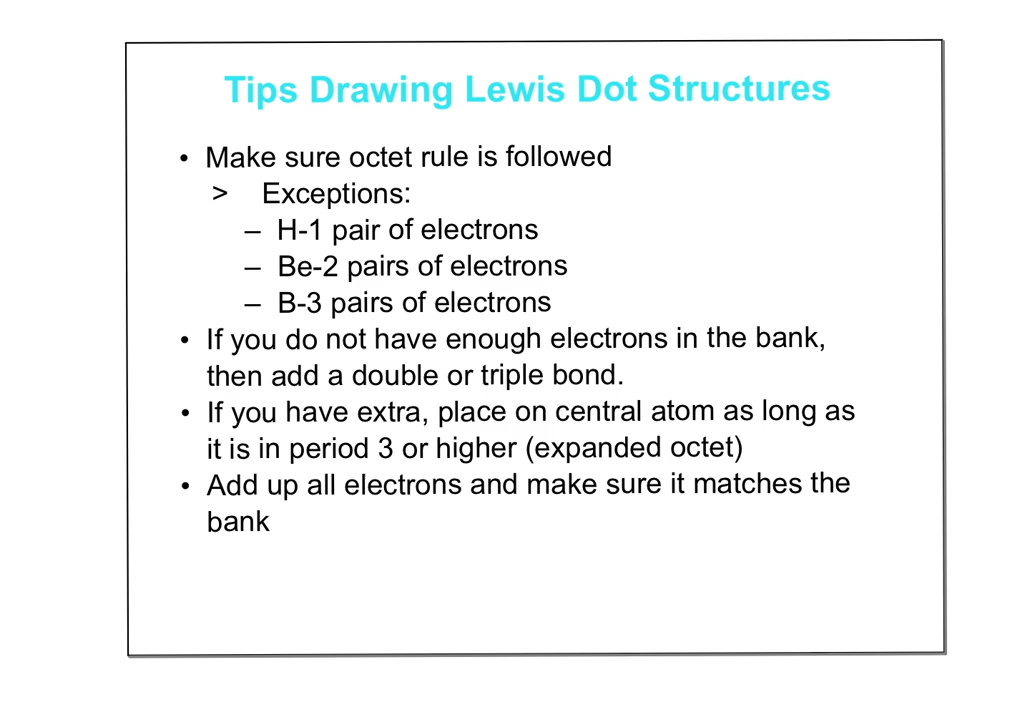 Tips Drawing Lewis Dot Structures
• Make sure octet rule is followed
> Exceptions:
– H-1 pair of electrons
– Be-2 pairs of electrons
– B-3 pairs of electrons
• If you do not have enough electrons in the bank,
then add a double or triple bond.
• If you have extra, place on central atom as long as
it is in period 3 or higher (expanded octet)
• Add up all electrons and make sure it matches the
bank